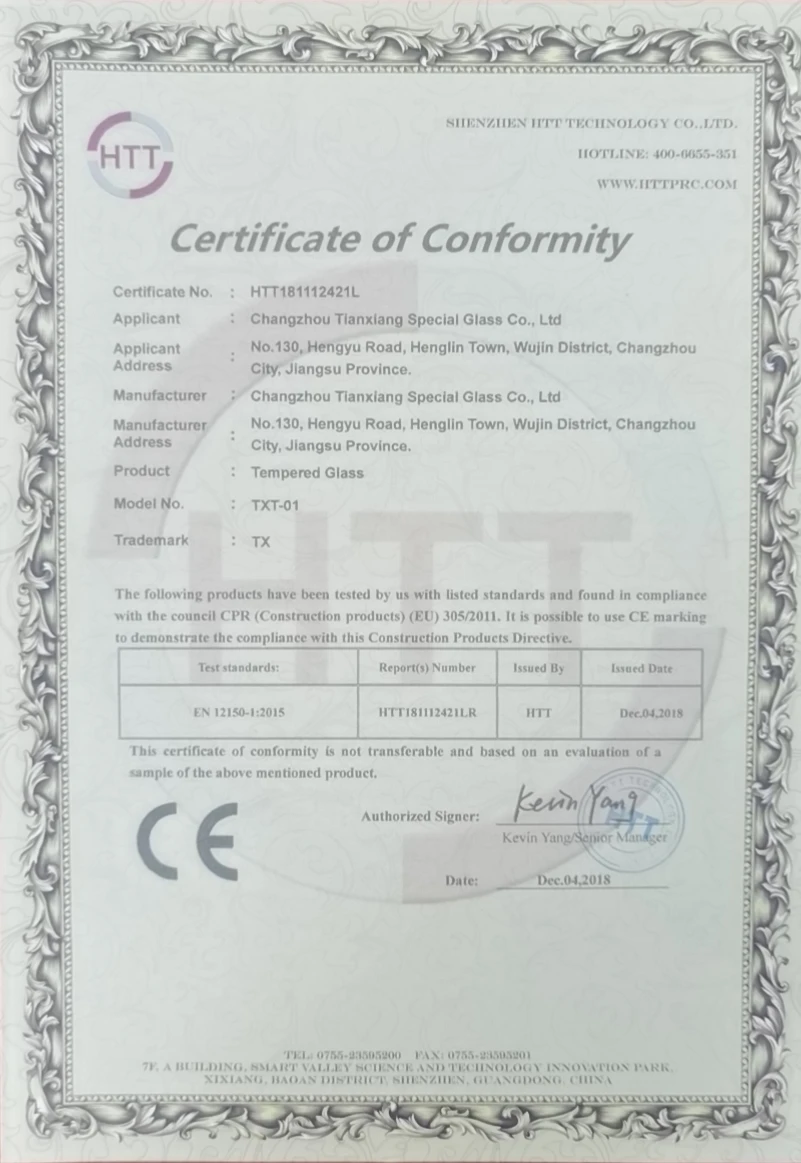 HTT
SHENZHEN HTT TECHNOLOGY CO.,LTD.
HOTLINE: 400-6655-351
WWW.HTTPRC.COM
Certificate of Conformity
Certificate No. : HTT181112421L
Applicant : Changzhou Tianxiang Special Glass Co., Ltd
Applicant Address : No.130, Hengyu Road, Henglin Town, Wujin District, Changzhou
City, Jiangsu Province.
Manufacturer : Changzhou Tianxiang Special Glass Co., Ltd
Manufacturer Address : No.130, Hengyu Road, Henglin Town, Wujin District, Changzhou
City, Jiangsu Province.
Product : Tempered Glass
Model No. : TXT-01
Trademark : TX
The following products have been tested by us with listed standards and found in compliance
with the council CPR (Construction products) (EU) 305/2011. It is possible to use CE marking
to demonstrate the compliance with this Construction Products Directive.
Test standards: Report(s) Number Issued By Issued Date
EN 12150-1:2015 HTT181112421LR HTT Dec.04,2018
This certificate of conformity is not transferable and based on an evaluation of a
sample of the above mentioned product.
CE
Authorized Signer: Kevin Yang
Kevin Yang/Senior Manager
HTT
Date: Dec.04,2018
TEL: 0755-23595200 FAX: 0755-23595201
7F, A BUILDING, SMART VALLEY SCIENCE AND TECHNOLOGY INNOVATION PARK,
XIXIANG, BAOAN DISTRICT, SHENZHEN, GUANGDONG, CHINA